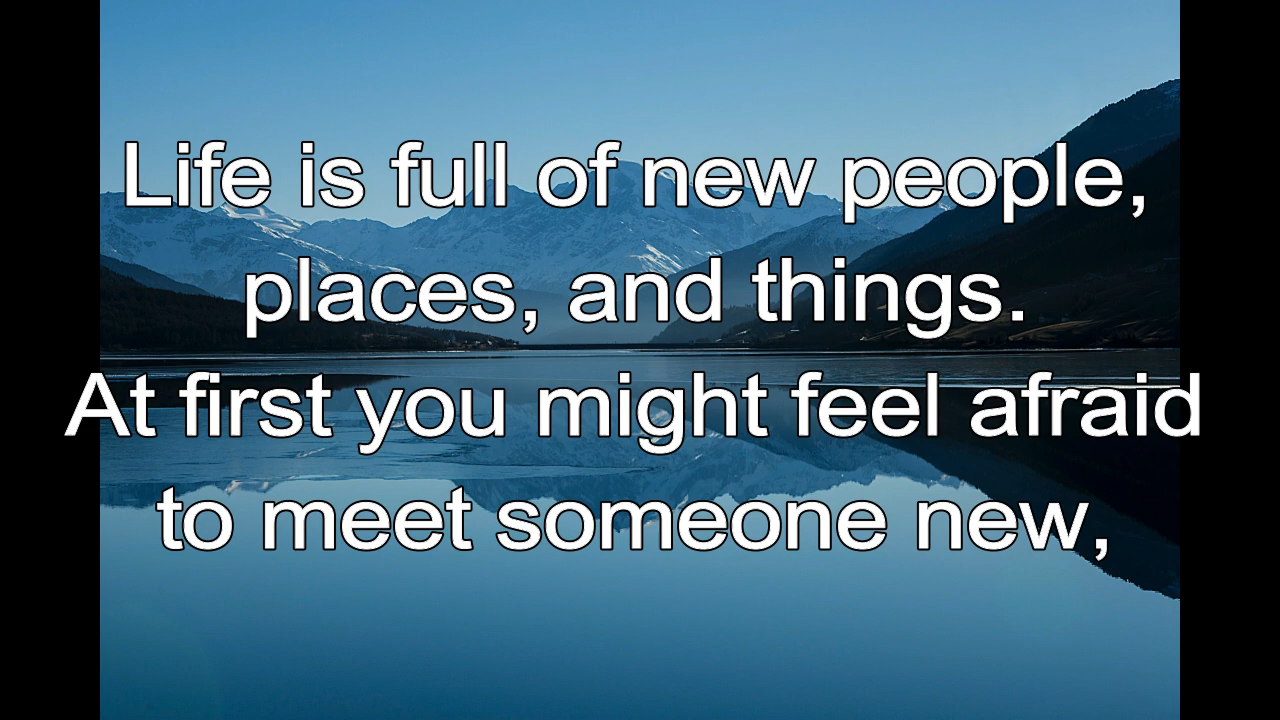 Life is full of new people,
places, and things.
At first you might feel afraid
to meet someone new,